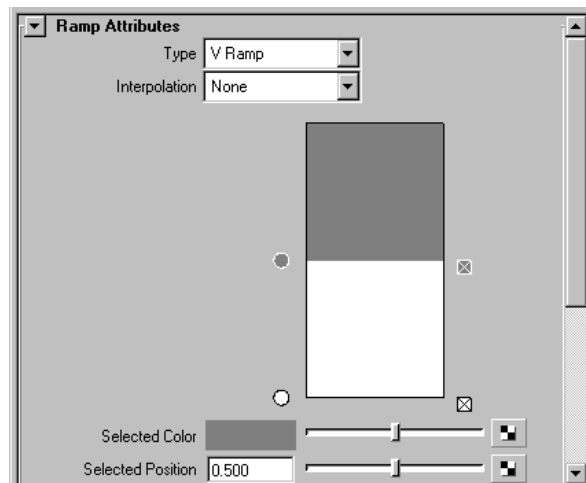 Ramp Attributes
Type V Ramp
Interpolation None
Selected Color
Selected Position 0.500